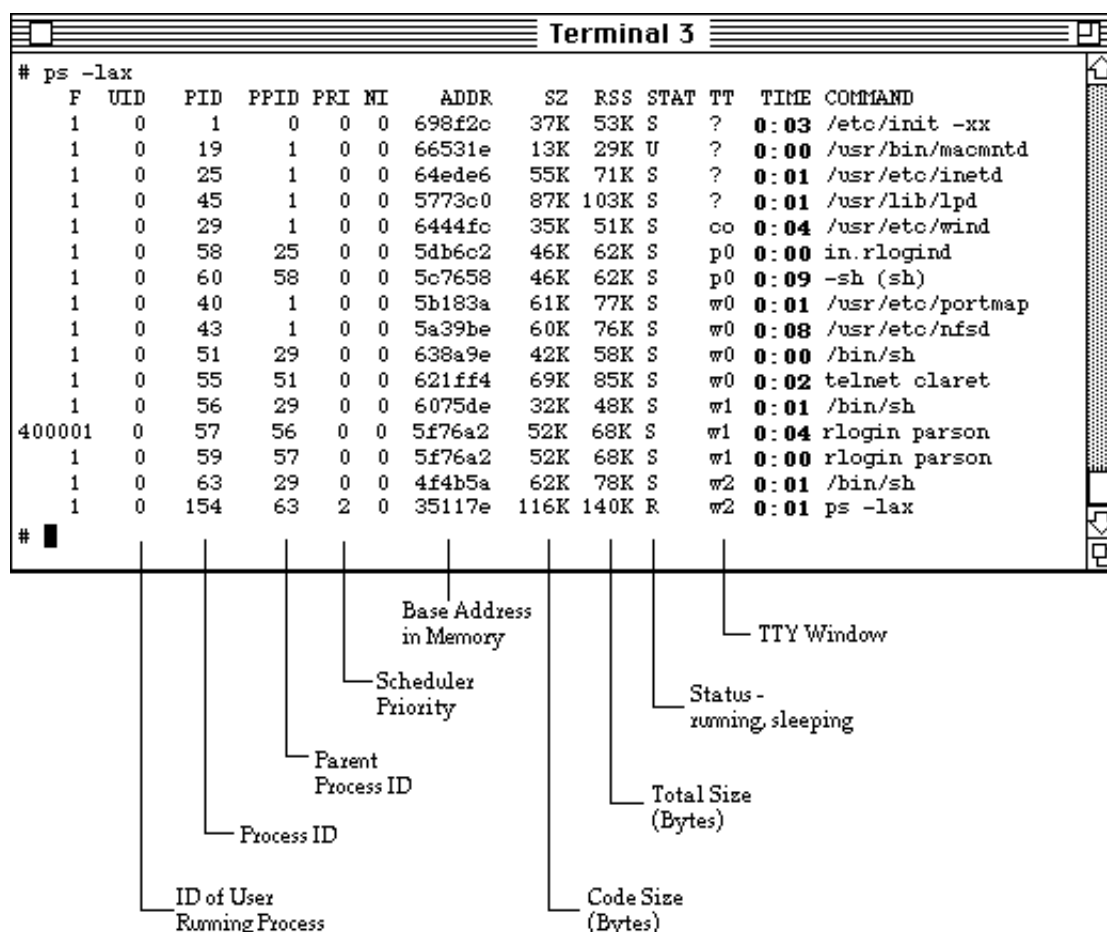 Terminal 3
# ps -lax
F UID PID PPID PRI NI ADDR SZ RSS STAT TT TIME COMMAND
1 0 1 0 0 0 698f2c 37K 53K S ? 0:03 /etc/init -xx
1 0 19 1 0 0 66531e 13K 29K U ? 0:00 /usr/bin/macmntd
1 0 25 1 0 0 64ede6 55K 71K S ? 0:01 /usr/etc/inetd
1 0 45 1 0 0 5773c0 87K 103K S ? 0:01 /usr/lib/lpd
1 0 29 1 0 0 6444fc 35K 51K S co 0:04 /usr/etc/wind
1 0 58 25 0 0 5db6c2 46K 62K S p0 0:00 in.rlogind
1 0 60 58 0 0 5c7658 46K 62K S p0 0:09 -sh (sh)
1 0 40 1 0 0 5b183a 61K 77K S w0 0:01 /usr/etc/portmap
1 0 43 1 0 0 5a39be 60K 76K S w0 0:08 /usr/etc/nfsd
1 0 51 29 0 0 638a9e 42K 58K S w0 0:00 /bin/sh
1 0 55 51 0 0 621ff4 69K 85K S w0 0:02 telnet claret
1 0 56 29 0 0 6075de 32K 48K S w1 0:01 /bin/sh
400001 0 57 56 0 0 5f76a2 52K 68K S w1 0:04 rlogin parson
1 0 59 57 0 0 5f76a2 52K 68K S w1 0:00 rlogin parson
1 0 63 29 0 0 4f4b5a 62K 78K S w2 0:01 /bin/sh
1 0 154 63 2 0 35117e 116K 140K R w2 0:01 ps -lax
#
Base Address
in Memory
TTY Window
Scheduler
Priority
Status -
running, sleeping
Parent
Process ID
Total Size
(Bytes)
Process ID
ID of User
Running Process
Code Size
(Bytes)